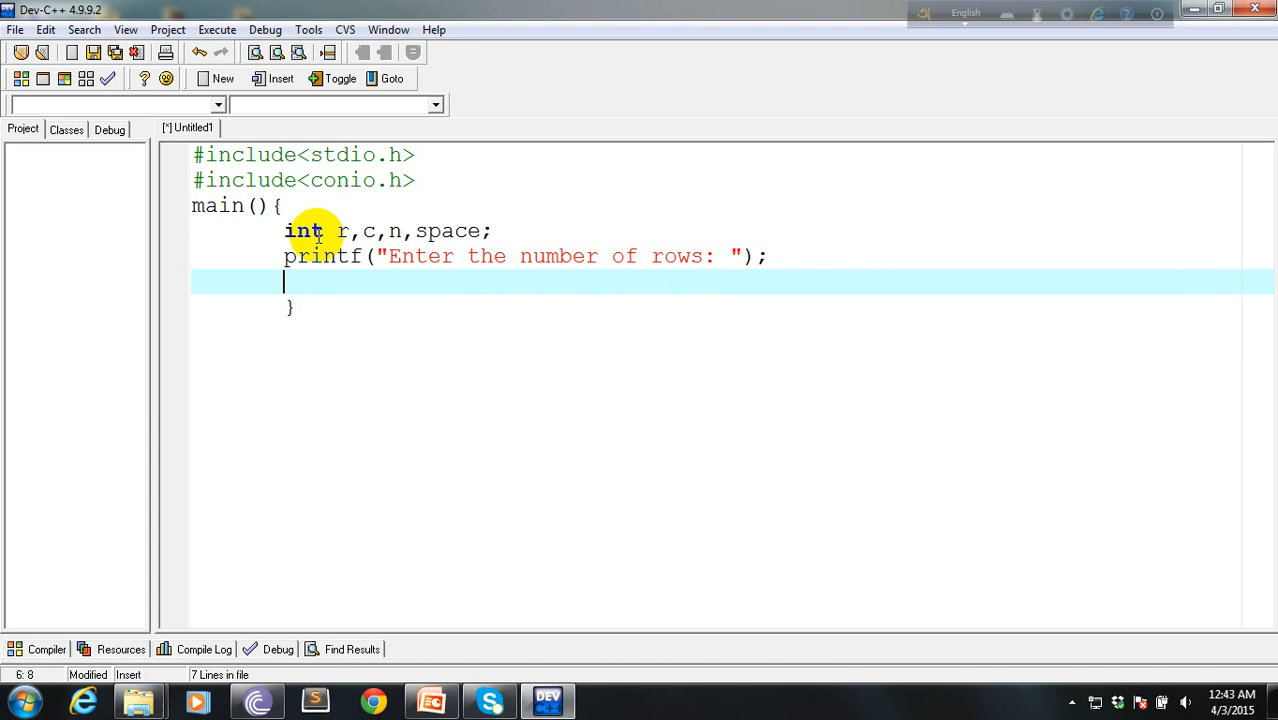 Dev-C++ 4.9.9.2
English
File Edit Search View Project Execute Debug Tools CVS Window Help
New Insert Toggle Goto
Project Classes Debug
[*] Untitled1
#include<stdio.h>
#include<conio.h>
main(){
int r,c,n,space;
printf("Enter the number of rows: ");
}
Compiler Resources Compile Log Debug Find Results
6: 8 Modified Insert 7 Lines in file
DEV C++
12:43 AM
4/3/2015